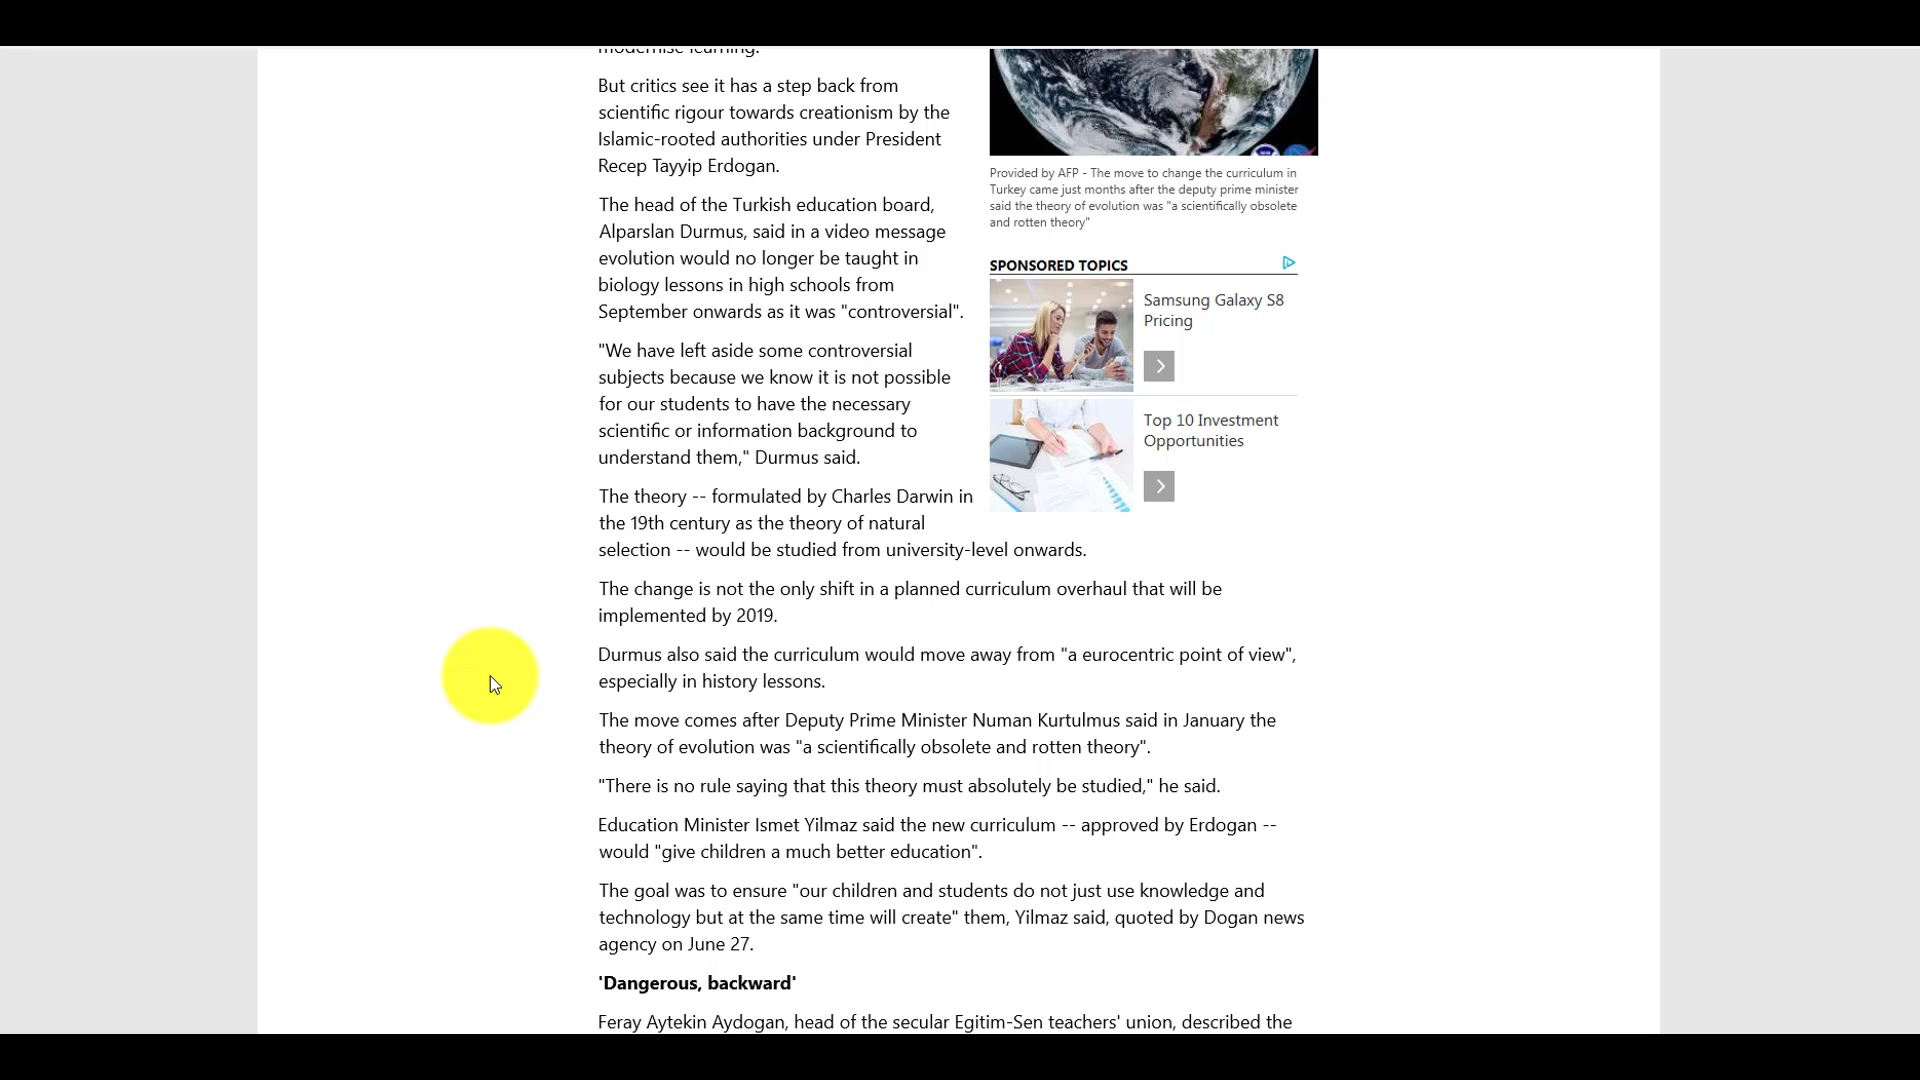 modernise learning.
But critics see it has a step back from
scientific rigour towards creationism by the
Islamic-rooted authorities under President
Recep Tayyip Erdogan.
The head of the Turkish education board,
Alparslan Durmus, said in a video message
evolution would no longer be taught in
biology lessons in high schools from
September onwards as it was "controversial".
"We have left aside some controversial
subjects because we know it is not possible
for our students to have the necessary
scientific or information background to
understand them," Durmus said.
The theory -- formulated by Charles Darwin in
the 19th century as the theory of natural
selection -- would be studied from university-level onwards.
The change is not the only shift in a planned curriculum overhaul that will be
implemented by 2019.
Durmus also said the curriculum would move away from "a eurocentric point of view",
especially in history lessons.
The move comes after Deputy Prime Minister Numan Kurtulmus said in January the
theory of evolution was "a scientifically obsolete and rotten theory".
"There is no rule saying that this theory must absolutely be studied," he said.
Education Minister Ismet Yilmaz said the new curriculum -- approved by Erdogan --
would "give children a much better education".
The goal was to ensure "our children and students do not just use knowledge and
technology but at the same time will create" them, Yilmaz said, quoted by Dogan news
agency on June 27.
'Dangerous, backward'
Feray Aytekin Aydogan, head of the secular Egitim-Sen teachers' union, described the
Provided by AFP - The move to change the curriculum in
Turkey came just months after the deputy prime minister
said the theory of evolution was "a scientifically obsolete
and rotten theory"
SPONSORED TOPICS
Samsung Galaxy S8
Pricing
Top 10 Investment
Opportunities